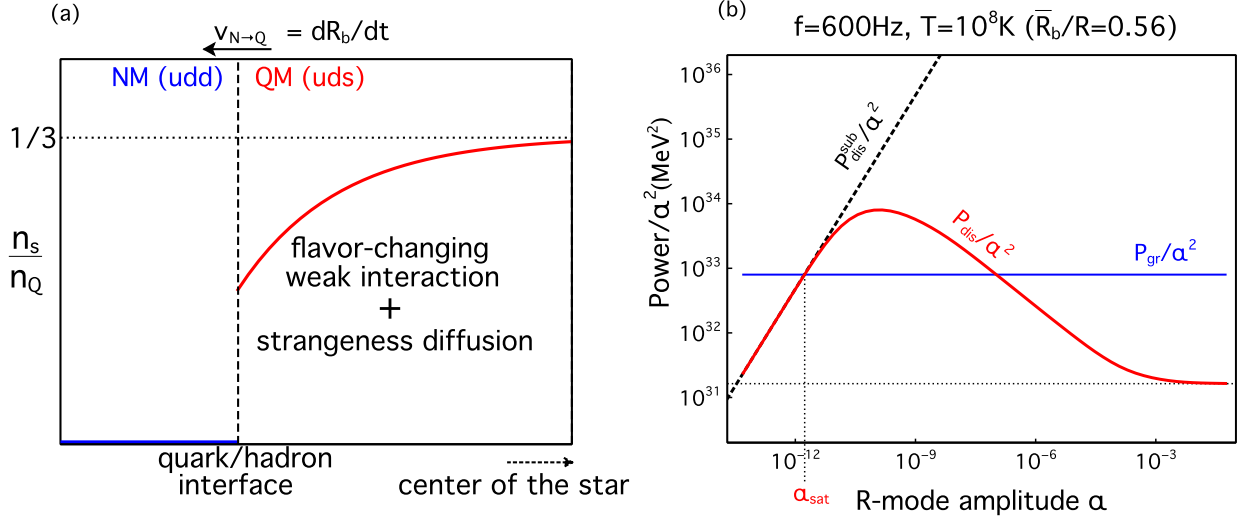 (a)
v_{N→Q} = dR_b/dt
NM (udd)
QM (uds)
1/3
n_s
n_Q
flavor-changing
weak interaction
+
strangeness diffusion
quark/hadron
interface
center of the star
(b)
f=600Hz, T=10^8K (R̅_b/R=0.56)
Power/α^2(MeV^2)
10^36
10^35
10^34
10^33
10^32
10^31
P_dis^sub/α^2
P_dis/α^2
P_gr/α^2
10^−12
10^−9
10^−6
10^−3
α_sat
R-mode amplitude α